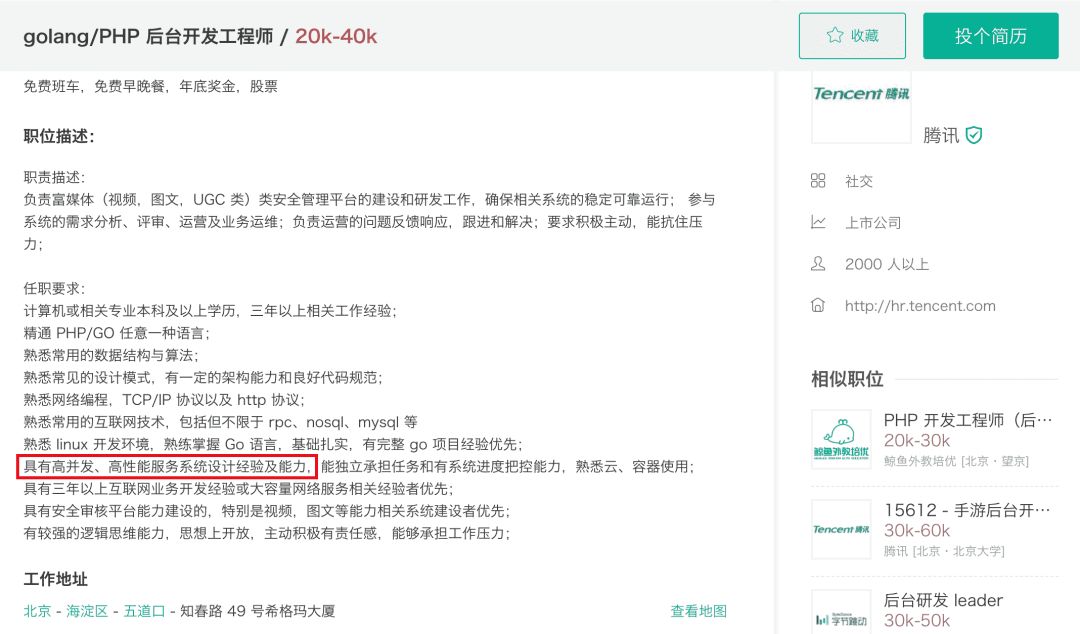 golang/PHP 后台开发工程师 / 20k-40k
收藏
投个简历
免费班车，免费早晚餐，年底奖金，股票
职位描述：
职责描述：
负责富媒体（视频，图文，UGC 类）类安全管理平台的建设和研发工作，确保相关系统的稳定可靠运行； 参与
系统的需求分析、评审、运营及业务运维；负责运营的问题反馈响应，跟进和解决；要求积极主动，能抗住压
力；
任职要求：
计算机或相关专业本科及以上学历，三年以上相关工作经验；
精通 PHP/GO 任意一种语言；
熟悉常用的数据结构与算法；
熟悉常见的设计模式，有一定的架构能力和良好代码规范；
熟悉网络编程，TCP/IP 协议以及 http 协议；
熟悉常用的互联网技术，包括但不限于 rpc、nosql、mysql 等
熟悉 linux 开发环境，熟练掌握 Go 语言，基础扎实，有完整 go 项目经验优先；
具有高并发、高性能服务系统设计经验及能力，能独立承担任务和有系统进度把控能力，熟悉云、容器使用；
具有三年以上互联网业务开发经验或大容量网络服务相关经验者优先；
具有安全审核平台能力建设的，特别是视频，图文等能力相关系统建设者优先；
有较强的逻辑思维能力，思想上开放，主动积极有责任感，能够承担工作压力；
工作地址
北京 - 海淀区 - 五道口 - 知春路 49 号希格玛大厦
查看地图
Tencent 腾讯
腾讯
社交
上市公司
2000 人以上
http://hr.tencent.com
相似职位
鲸鱼外教培优
PHP 开发工程师（后···
20k-30k
鲸鱼外教培优 [北京 · 望京]
Tencent 腾讯
15612 - 手游后台开···
30k-60k
腾讯 [北京 · 北京大学]
ByteDance
字节跳动
后台研发 leader
30k-50k